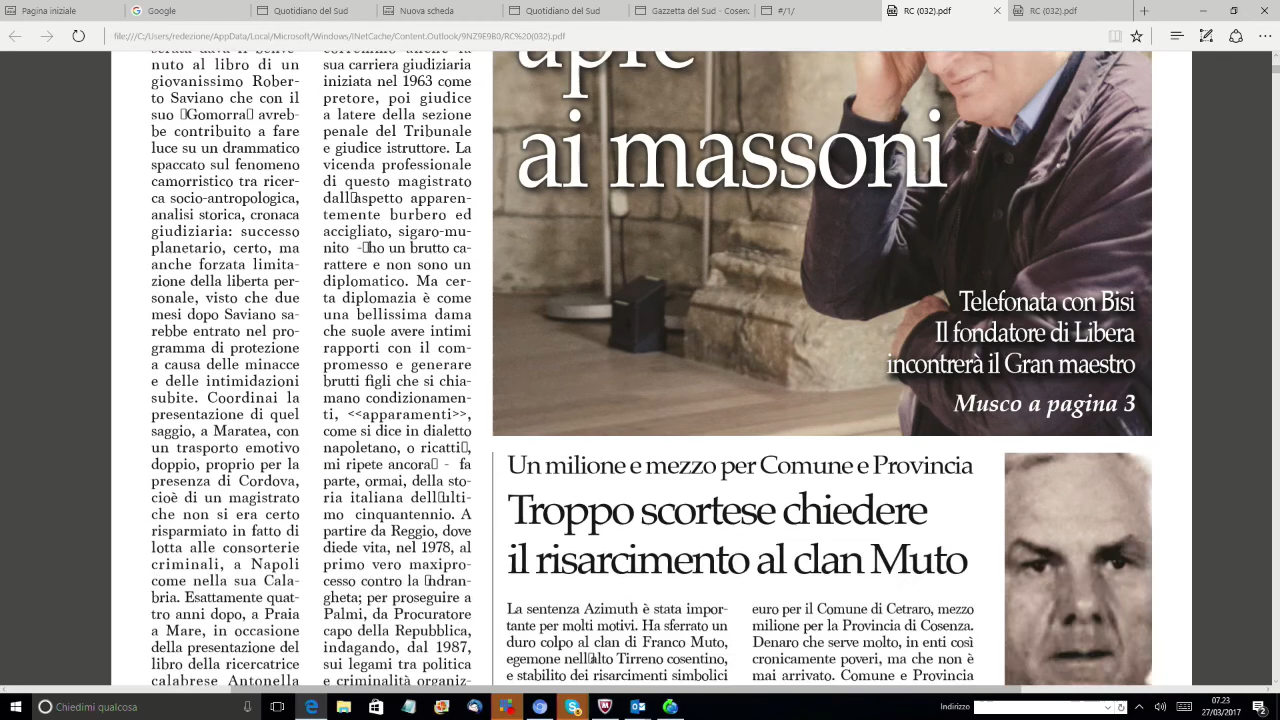 Pagina iniziale
Google
Nuova scheda
Gazzetta del Sud - Ce
#/1/
RC (032).pdf
RC (032).pdf
file:///C:/Users/redezione/AppData/Local/Microsoft/Windows/INetCache/Content.Outlook/9NZ9E9B0/RC%20(032).pdf
nuto al libro di un
giovanissimo Rober-
to Saviano che con il
suo Gomorra avreb-
be contribuito a fare
luce su un drammatico
spaccato sul fenomeno
camorristico tra ricer-
ca socio-antropologica,
analisi storica, cronaca
giudiziaria: successo
planetario, certo, ma
anche forzata limita-
zione della liberta per-
sonale, visto che due
mesi dopo Saviano sa-
rebbe entrato nel pro-
gramma di protezione
a causa delle minacce
e delle intimidazioni
subite. Coordinai la
presentazione di quel
saggio, a Maratea, con
un trasporto emotivo
doppio, proprio per la
presenza di Cordova,
cioè di un magistrato
che non si era certo
risparmiato in fatto di
lotta alle consorterie
criminali, a Napoli
come nella sua Cala-
bria. Esattamente quat-
tro anni dopo, a Praia
a Mare, in occasione
della presentazione del
libro della ricercatrice
calabrese Antonella
sua carriera giudiziaria
iniziata nel 1963 come
pretore, poi giudice
a latere della sezione
penale del Tribunale
e giudice istruttore. La
vicenda professionale
di questo magistrato
dall▯aspetto apparen-
temente burbero ed
accigliato, sigaro-mu-
nito -▯ho un brutto ca-
rattere e non sono un
diplomatico. Ma cer-
ta diplomazia è come
una bellissima dama
che suole avere intimi
rapporti con il com-
promesso e generare
brutti figli che si chia-
mano condizionamen-
ti, <<apparamenti>>,
come si dice in dialetto
napoletano, o ricatti▯,
mi ripete ancora▯ - fa
parte, ormai, della sto-
ria italiana dell▯ulti-
mo cinquantennio. A
partire da Reggio, dove
diede vita, nel 1978, al
primo vero maxipro-
cesso contro la ▯ndran-
gheta; per proseguire a
Palmi, da Procuratore
capo della Repubblica,
indagando, dal 1987,
sui legami tra politica
e criminalità organiz-
apre
ai massoni
Telefonata con Bisi
Il fondatore di Libera
incontrerà il Gran maestro
Musco a pagina 3
Un milione e mezzo per Comune e Provincia
Troppo scortese chiedere
il risarcimento al clan Muto
La sentenza Azimuth è stata impor-
tante per molti motivi. Ha sferrato un
duro colpo al clan di Franco Muto,
egemone nell▯alto Tirreno cosentino,
e stabilito dei risarcimenti simbolici
euro per il Comune di Cetraro, mezzo
milione per la Provincia di Cosenza.
Denaro che serve molto, in enti così
cronicamente poveri, ma che non è
mai arrivato. Comune e Provincia
Chiedimi qualcosa
Indirizzo
07.23
27/03/2017